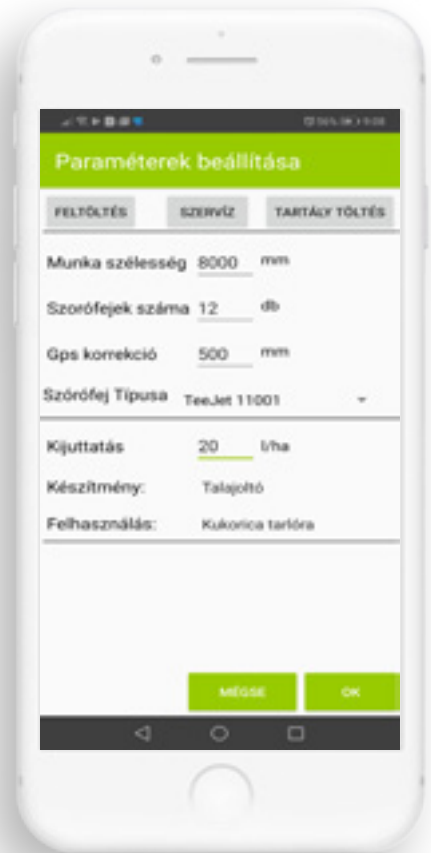 Paraméterek beállítása
FELTÖLTÉS SZERVÍZ TARTÁLY TÖLTÉS
Munka szélesség 8000 mm
Szorófejek száma 12 db
Gps korrekció 500 mm
Szórófej Típusa TeeJet 11001
Kijuttatás 20 l/ha
Készítmény: Talajoltó
Felhasználás: Kukorica tarlóra
MÉGSE OK